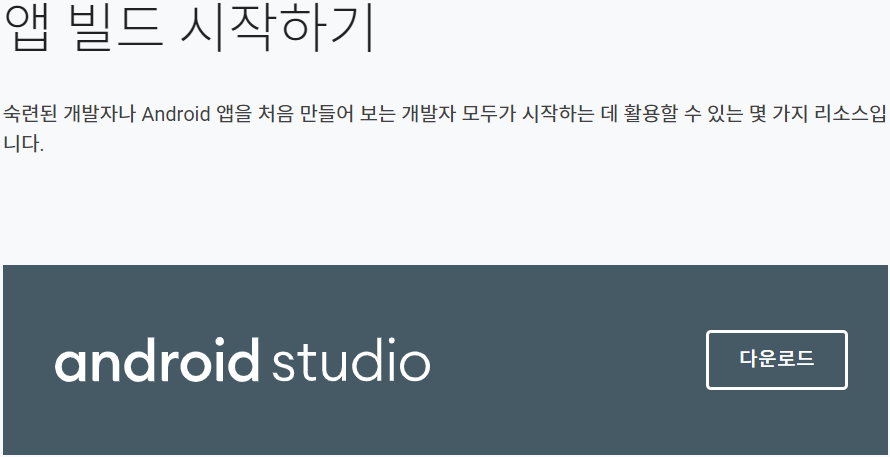 앱 빌드 시작하기
숙련된 개발자나 Android 앱을 처음 만들어 보는 개발자 모두가 시작하는 데 활용할 수 있는 몇 가지 리소스입
니다.
android studio
다운로드